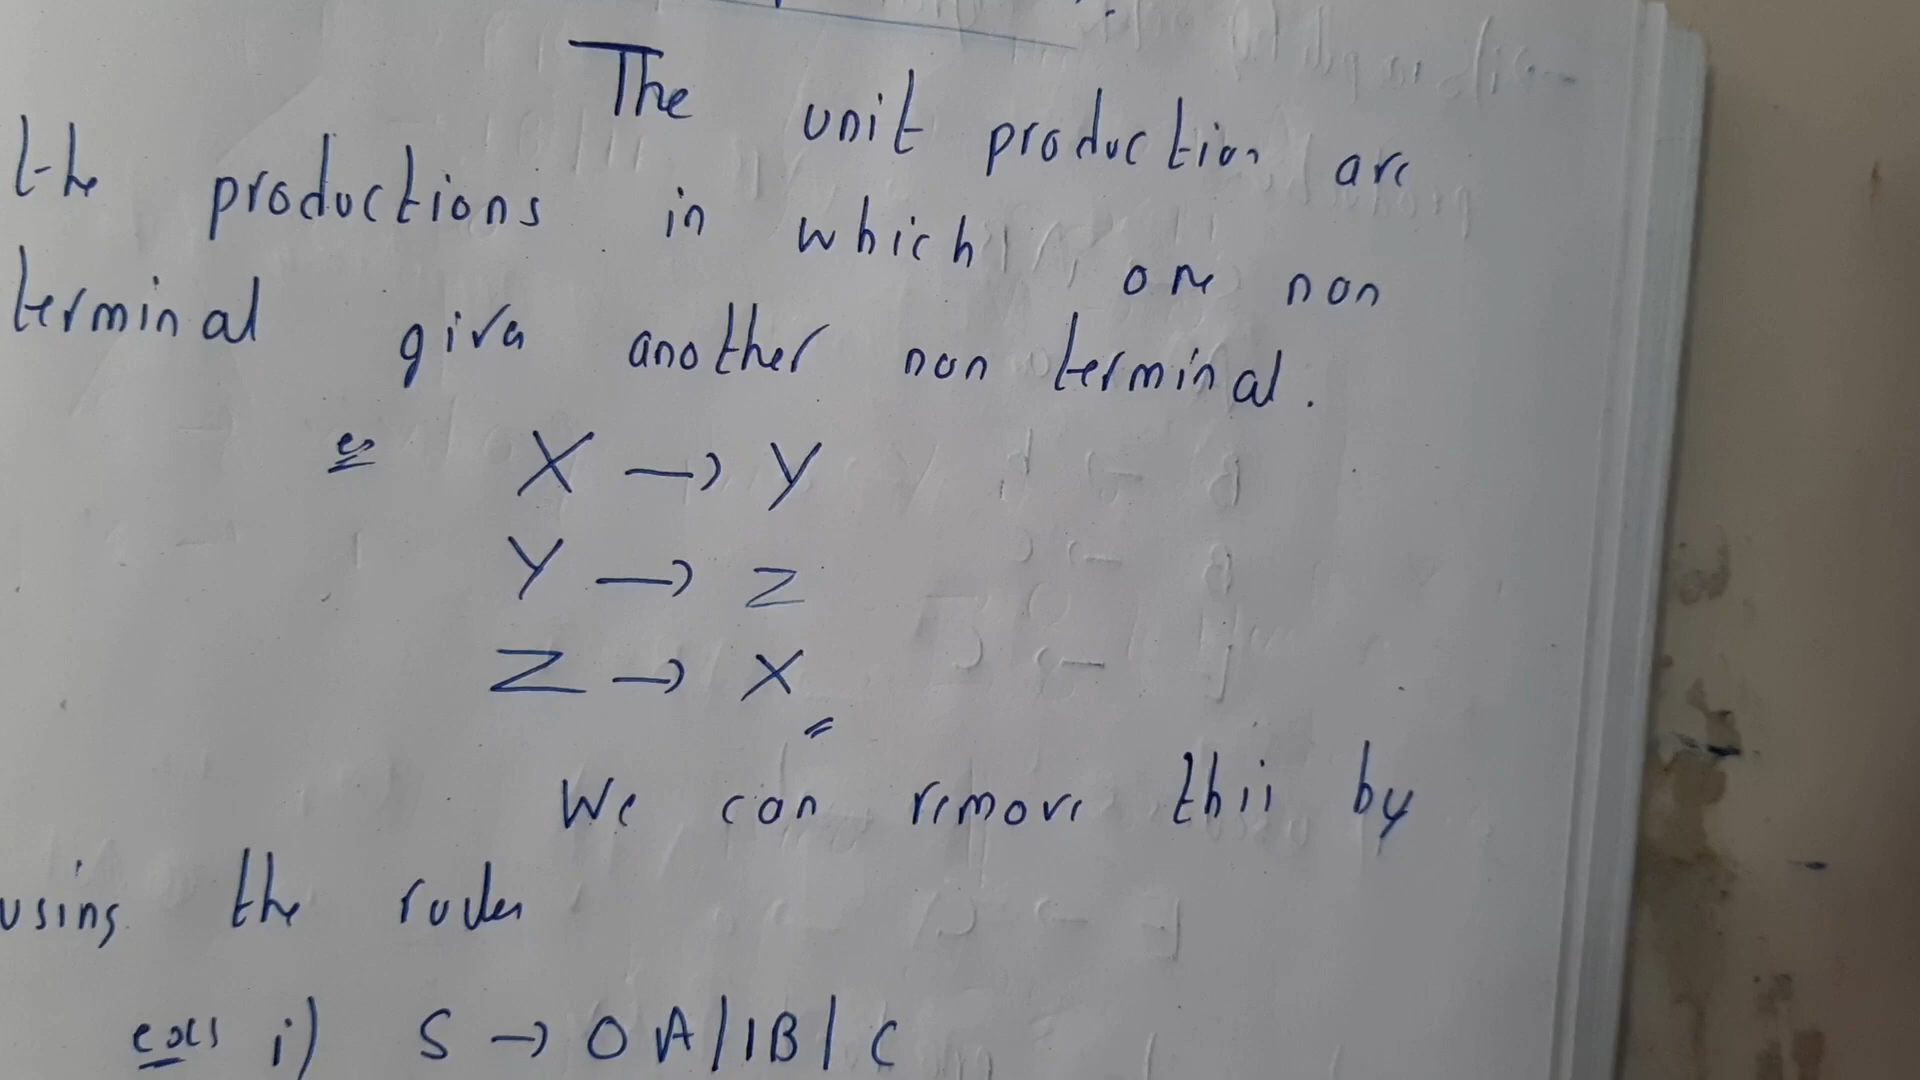 The unit production are
the productions in which one non
terminal gives another non terminal.
eg X → Y
Y → Z
Z → X
We can remove this by
using the rules
i) S → 0A/1B/C